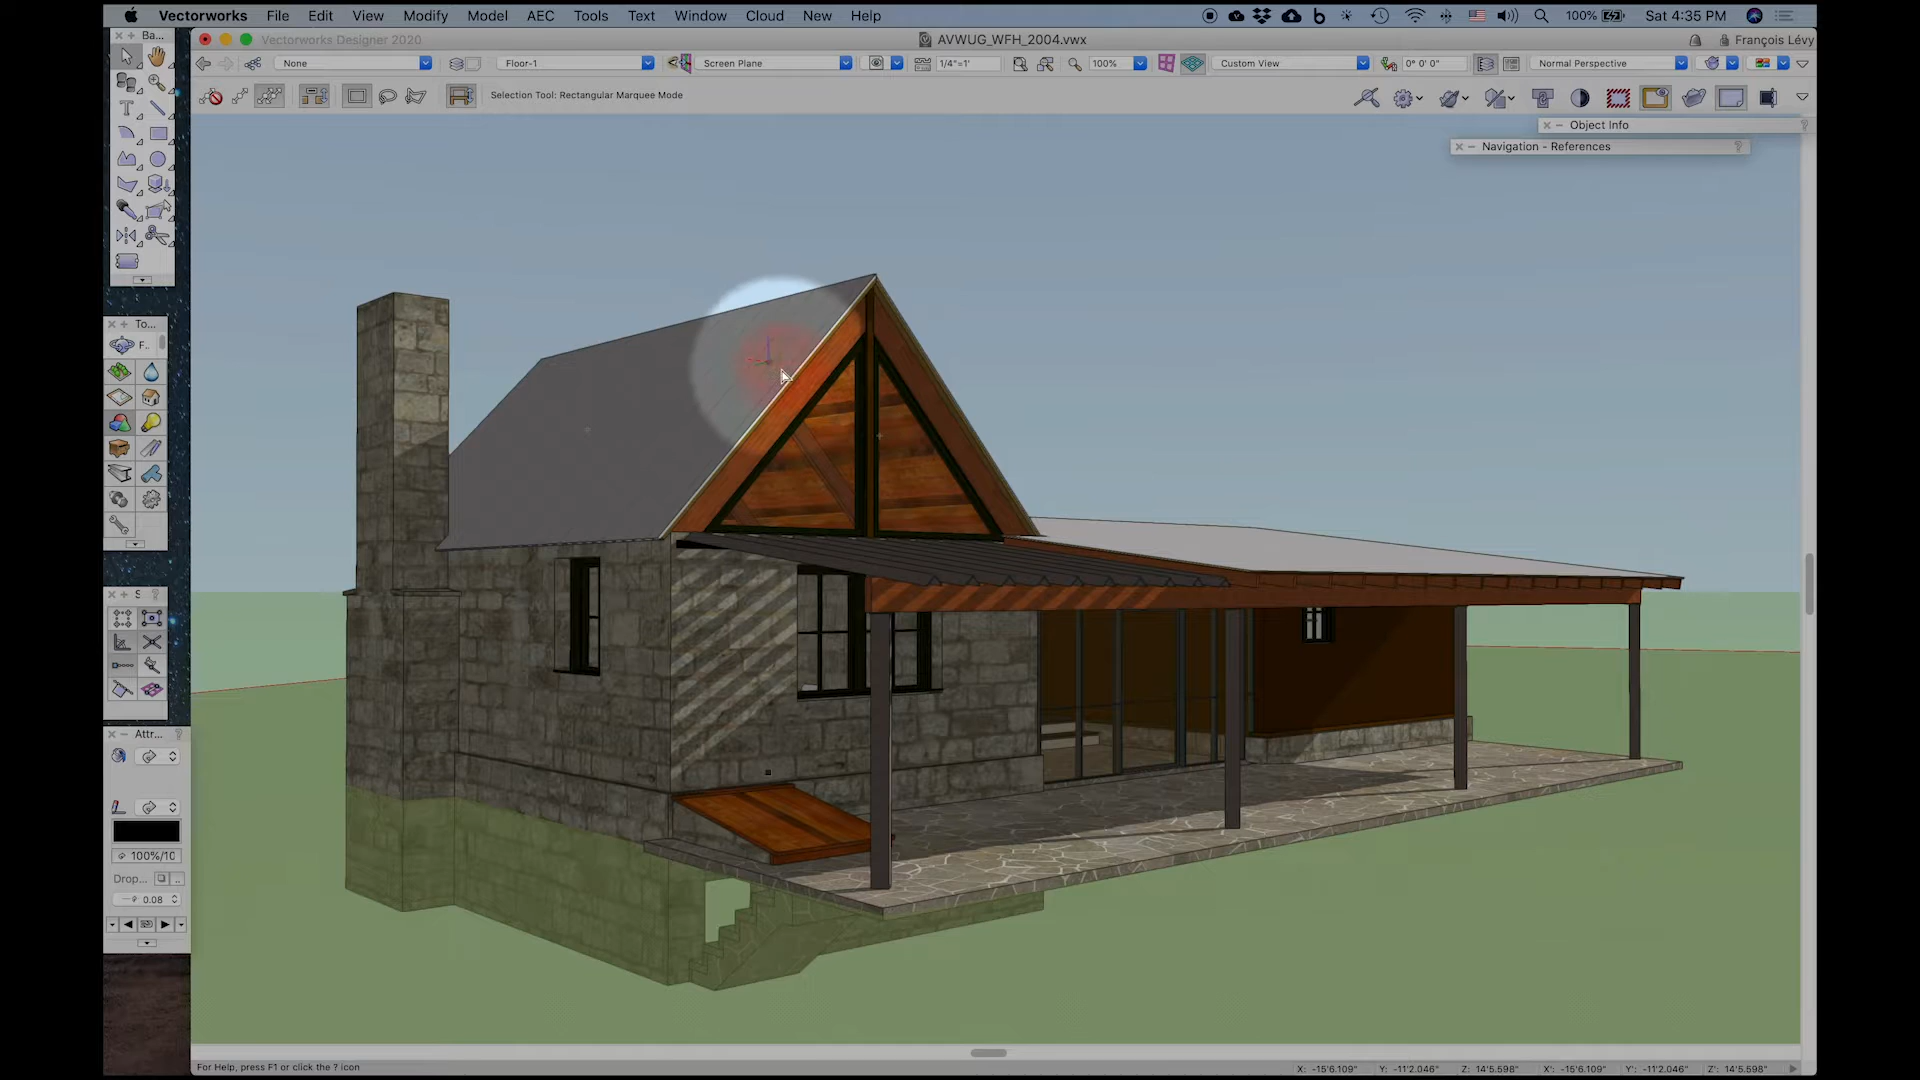 Vectorworks File Edit View Modify Model AEC Tools Text Window Cloud New Help 100% Sat 4:35 PM
Ba...
Vectorworks Designer 2020
AVWUG_WFH_2004.vwx
François Lévy
None
Floor-1
Screen Plane
1/4"=1'
100%
Custom View
0° 0' 0"
Normal Perspective
Selection Tool: Rectangular Marquee Mode
Object Info ?
Navigation - References ?
To...
F..
S ?
Attr... ?
100%/10
Drop...
0.08
For Help, press F1 or click the ? icon
X: -15'6.109" Y: -11'2.046" Z: 14'5.598" X': -15'6.109" Y': -11'2.046" Z': 14'5.598"